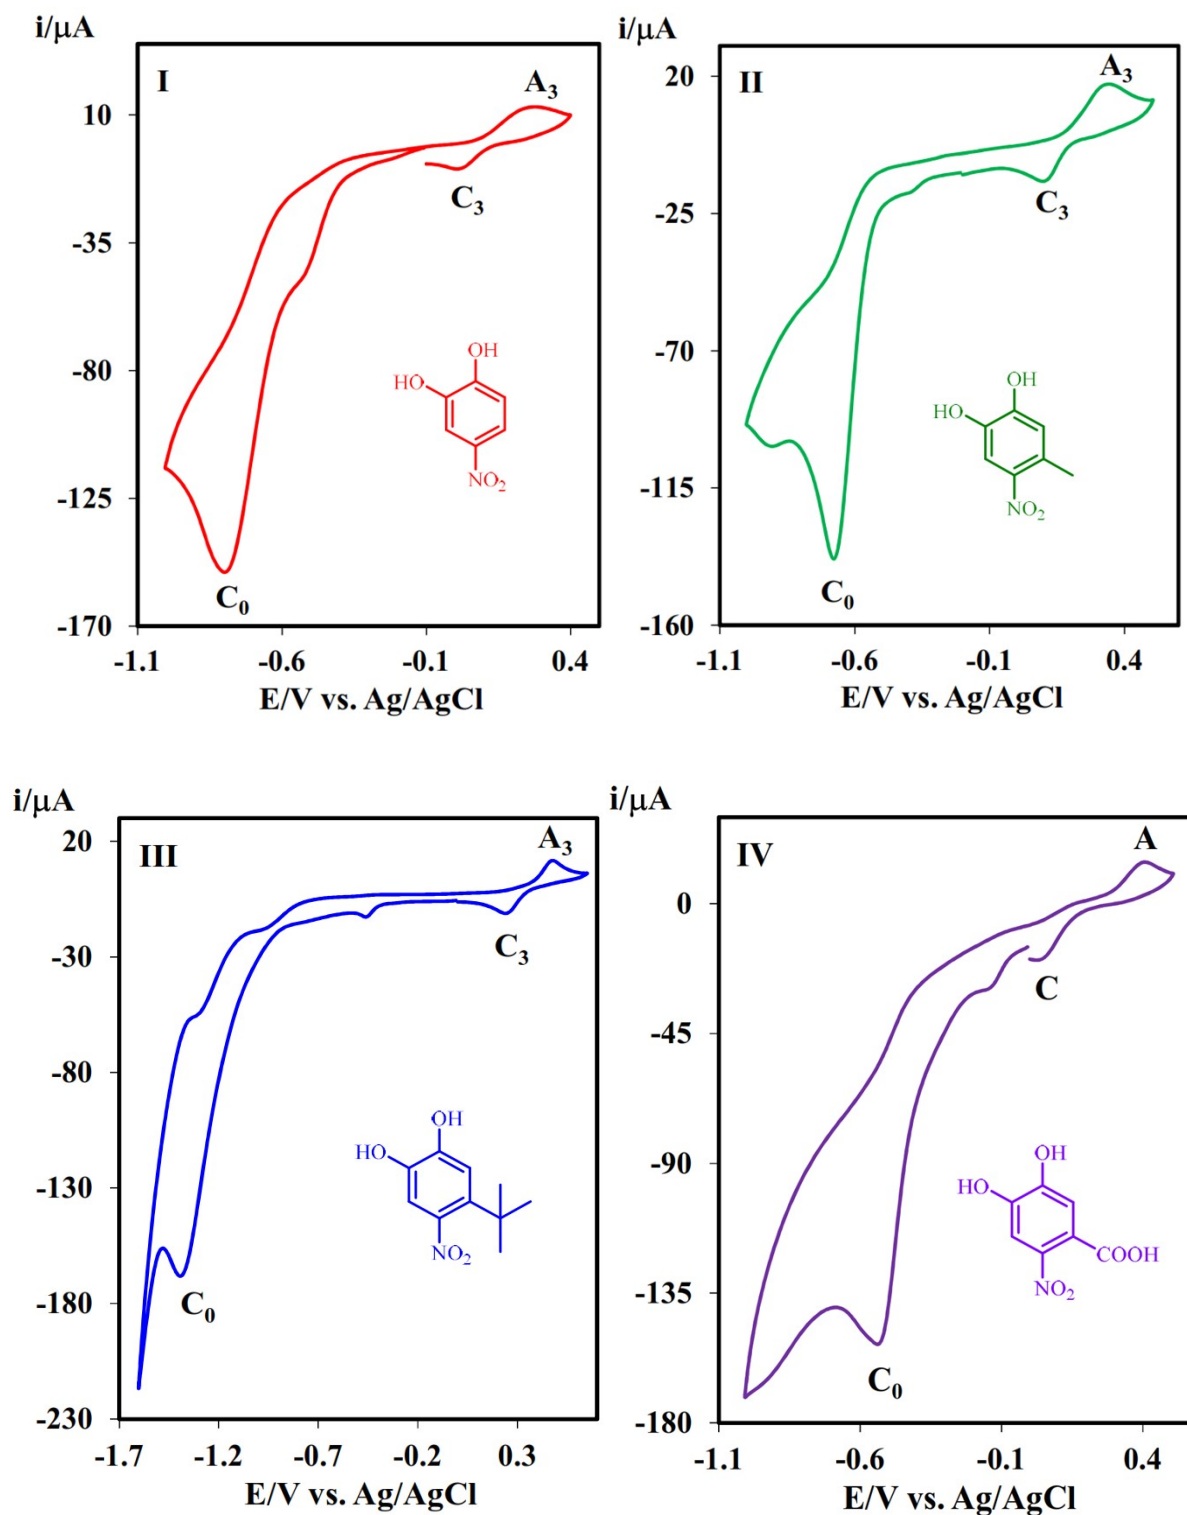 i/μA
I
A₃
10
-35
-80
-125
-170
C₃
OH
HO
NO₂
C₀
-1.1 -0.6 -0.1 0.4
E/V vs. Ag/AgCl
i/μA
II
A₃
20
-25
-70
-115
-160
C₃
OH
HO
NO₂
C₀
-1.1 -0.6 -0.1 0.4
E/V vs. Ag/AgCl
i/μA
III
A₃
20
-30
-80
-130
-180
-230
C₃
OH
HO
NO₂
C₀
-1.7 -1.2 -0.7 -0.2 0.3
E/V vs. Ag/AgCl
i/μA
IV
A
0
-45
-90
-135
-180
C
OH
HO
COOH
NO₂
C₀
-1.1 -0.6 -0.1 0.4
E/V vs. Ag/AgCl